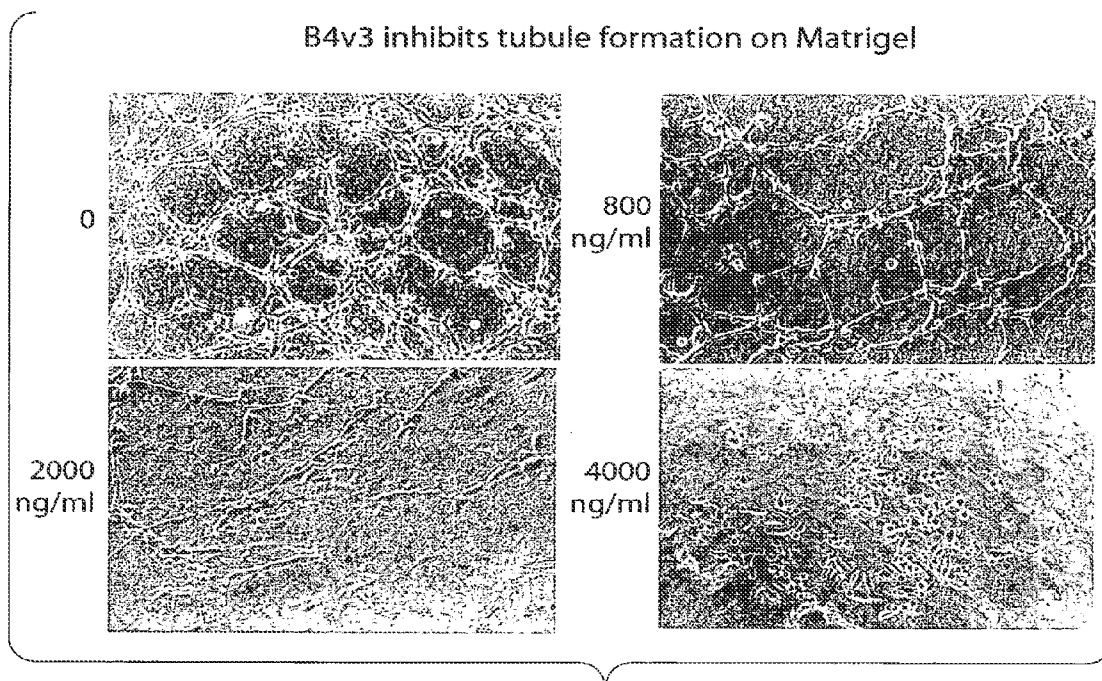 B4v3 inhibits tubule formation on Matrigel
0
800
ng/ml
2000
ng/ml
4000
ng/ml